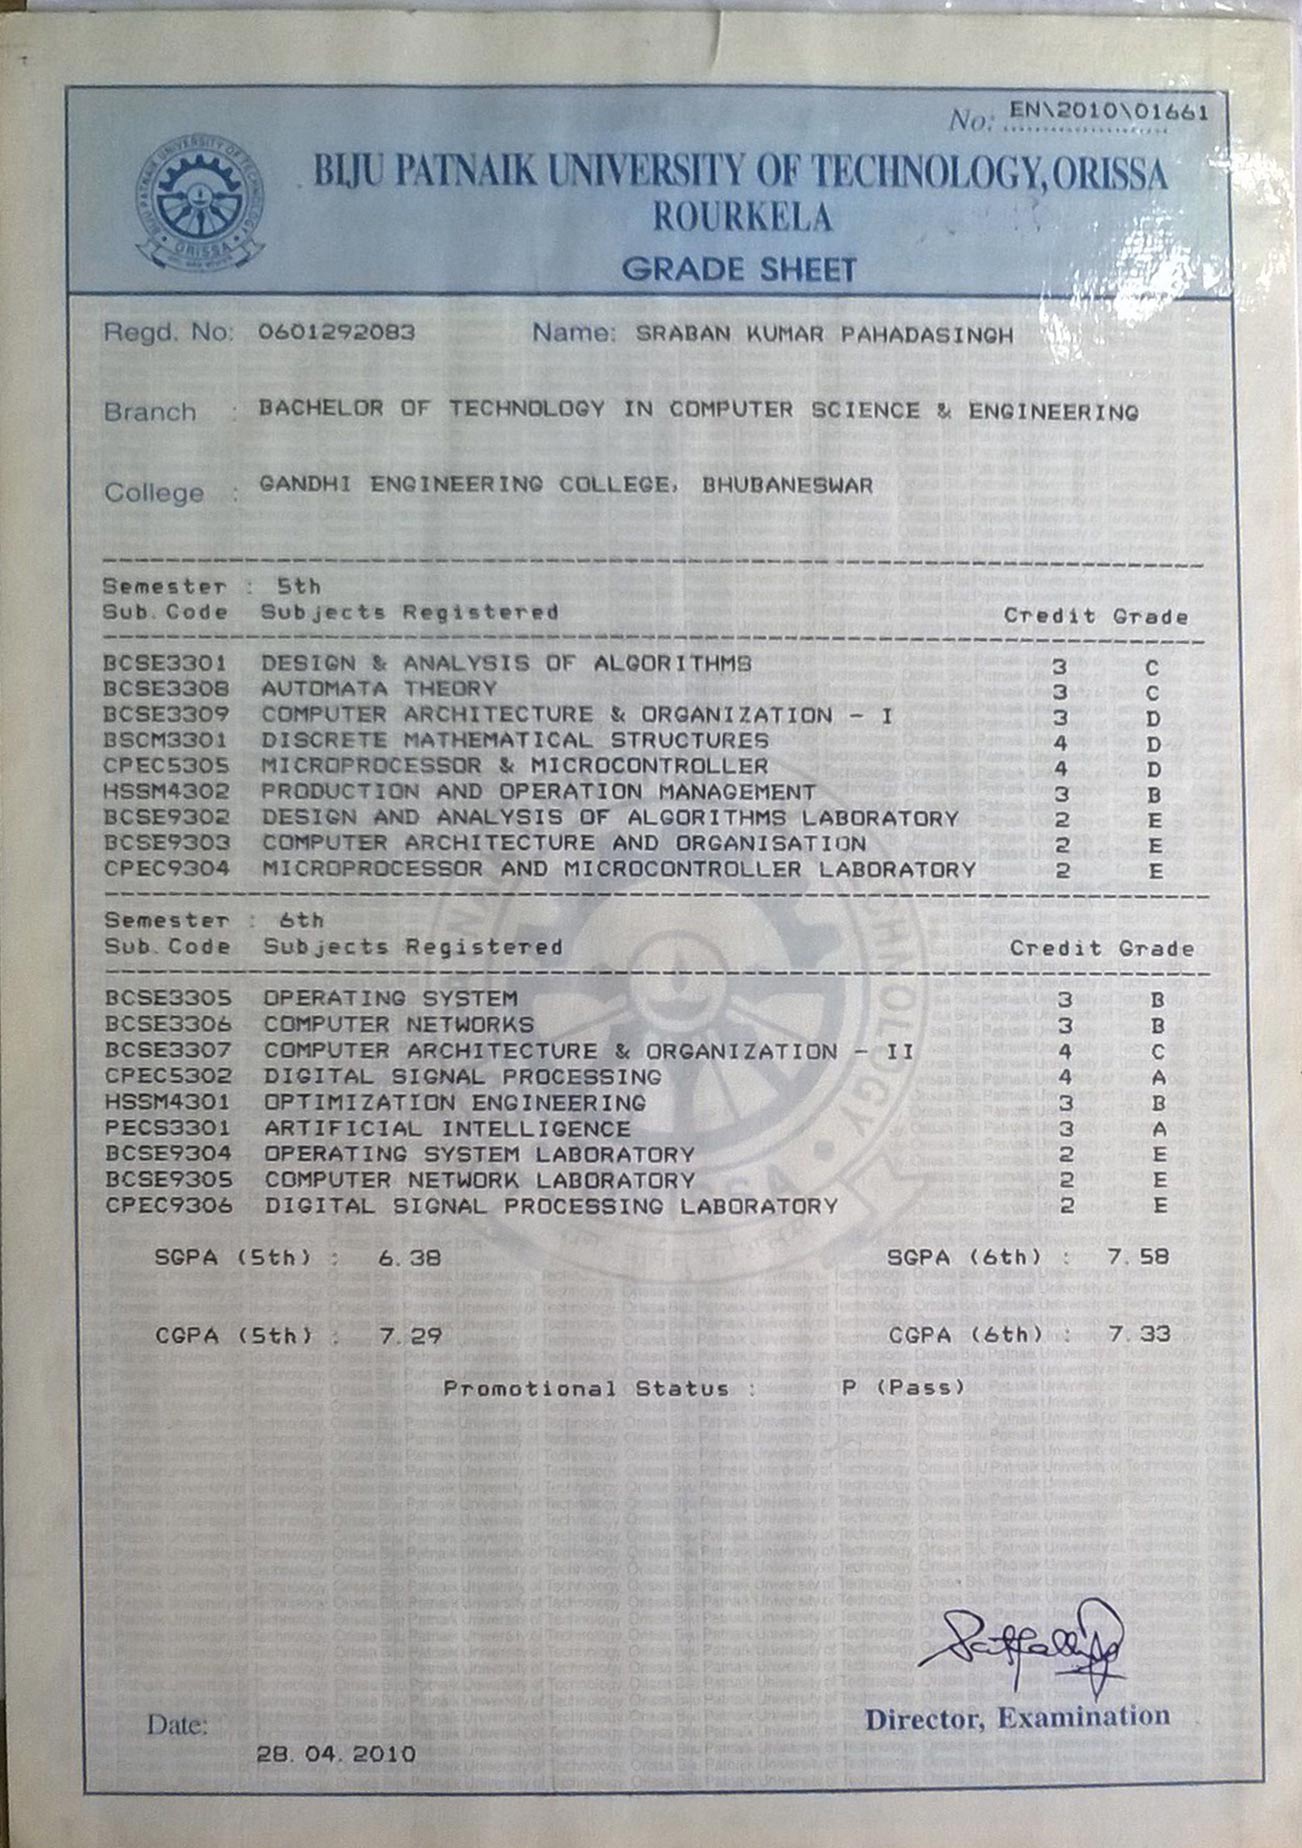 No: EN\2010\01661
BIJU PATNAIK UNIVERSITY OF TECHNOLOGY, ORISSA
ROURKELA
GRADE SHEET
BIJU PATNAIK UNIVERSITY OF TECHNOLOGY
ORISSA
Regd. No: 0601292083 Name: SRABAN KUMAR PAHADASINGH
Branch : BACHELOR OF TECHNOLOGY IN COMPUTER SCIENCE & ENGINEERING
College : GANDHI ENGINEERING COLLEGE, BHUBANESWAR
Semester : 5th
Sub. Code Subjects Registered Credit Grade
BCSE3301 DESIGN & ANALYSIS OF ALGORITHMS 3 C
BCSE3308 AUTOMATA THEORY 3 C
BCSE3309 COMPUTER ARCHITECTURE & ORGANIZATION - I 3 D
BSCM3301 DISCRETE MATHEMATICAL STRUCTURES 4 D
CPEC5305 MICROPROCESSOR & MICROCONTROLLER 4 D
HSSM4302 PRODUCTION AND OPERATION MANAGEMENT 3 B
BCSE9302 DESIGN AND ANALYSIS OF ALGORITHMS LABORATORY 2 E
BCSE9303 COMPUTER ARCHITECTURE AND ORGANISATION 2 E
CPEC9304 MICROPROCESSOR AND MICROCONTROLLER LABORATORY 2 E
Semester : 6th
Sub. Code Subjects Registered Credit Grade
BCSE3305 OPERATING SYSTEM 3 B
BCSE3306 COMPUTER NETWORKS 3 B
BCSE3307 COMPUTER ARCHITECTURE & ORGANIZATION - II 4 C
CPEC5302 DIGITAL SIGNAL PROCESSING 4 A
HSSM4301 OPTIMIZATION ENGINEERING 3 B
PECS3301 ARTIFICIAL INTELLIGENCE 3 A
BCSE9304 OPERATING SYSTEM LABORATORY 2 E
BCSE9305 COMPUTER NETWORK LABORATORY 2 E
CPEC9306 DIGITAL SIGNAL PROCESSING LABORATORY 2 E
SGPA (5th) : 6.38 SGPA (6th) : 7.58
CGPA (5th) : 7.29 CGPA (6th) : 7.33
Promotional Status : P (Pass)
Director, Examination
Date:
28.04.2010